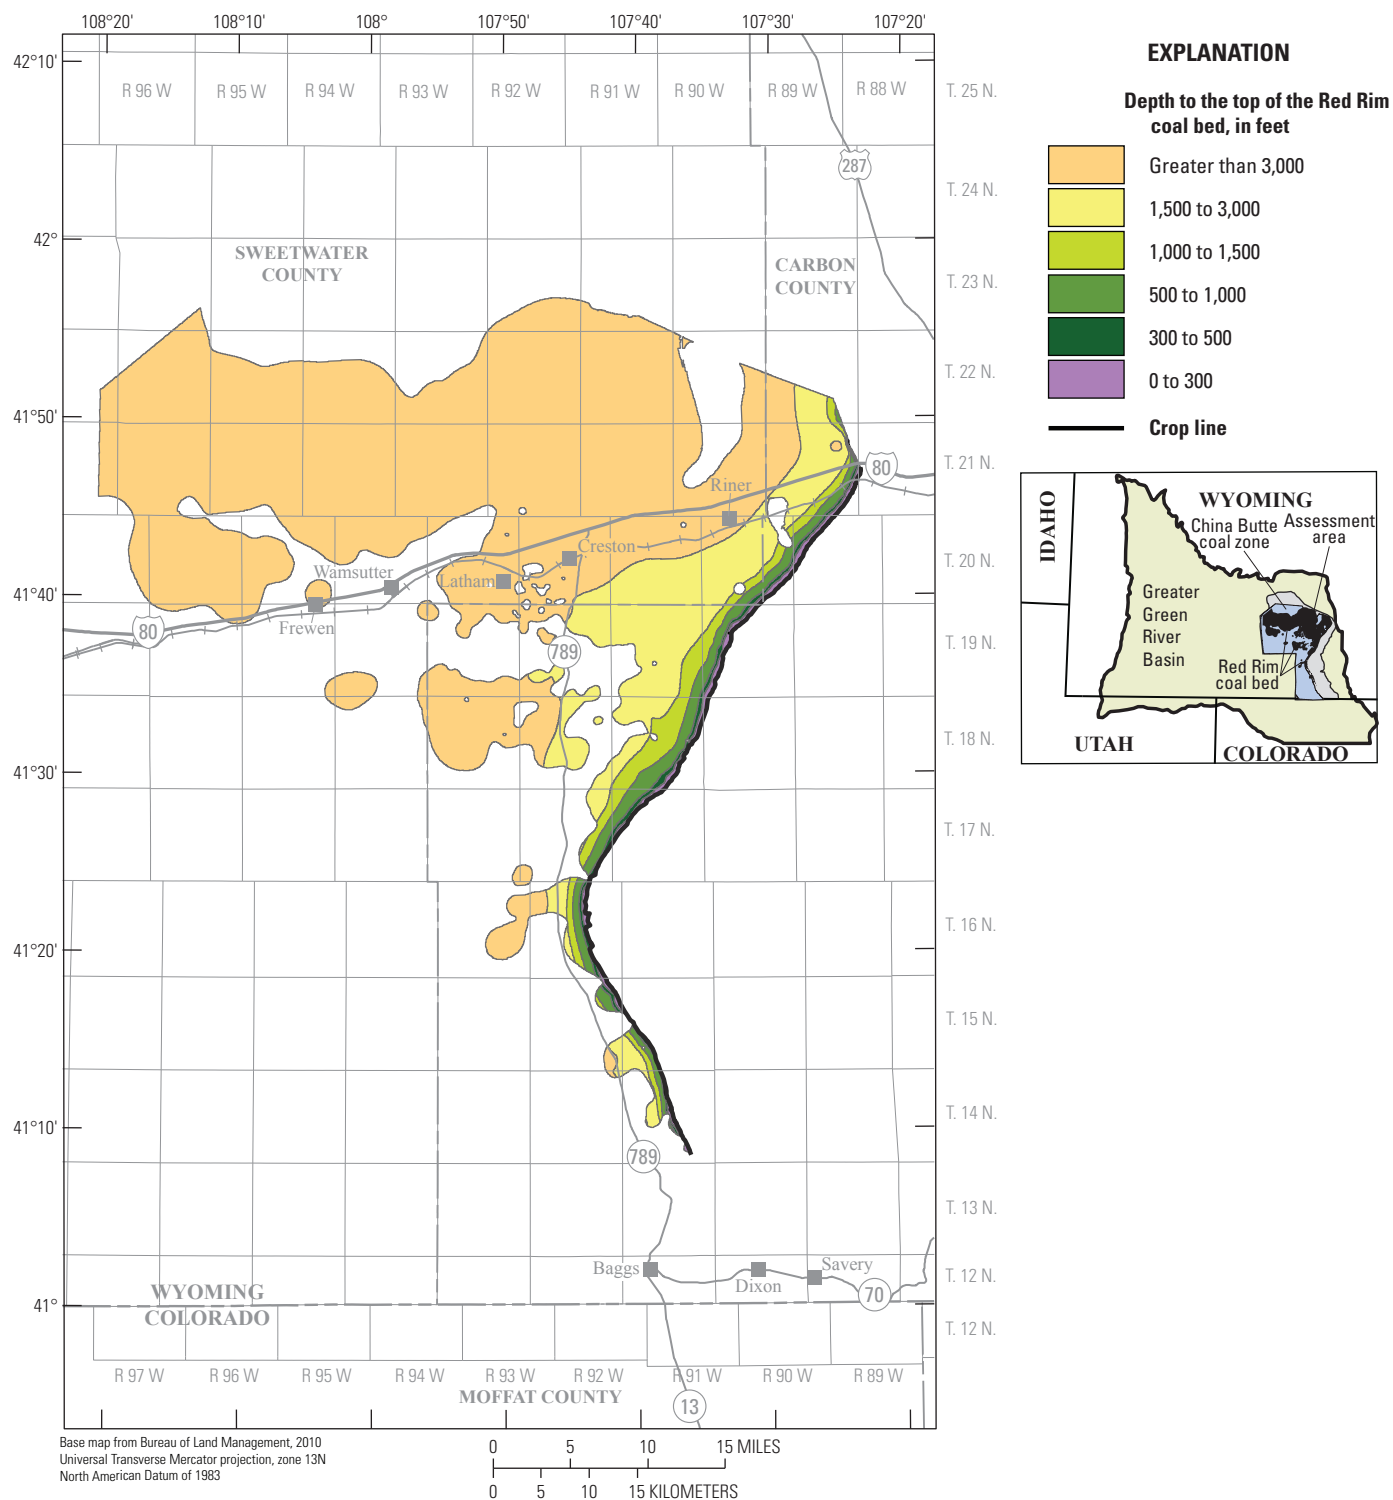 108°20' 108°10' 108° 107°50' 107°40' 107°30' 107°20'
42°10'
42°
41°50'
41°40'
41°30'
41°20'
41°10'
41°
R 96 W R 95 W R 94 W R 93 W R 92 W R 91 W R 90 W R 89 W R 88 W
T. 25 N.
T. 24 N.
T. 23 N.
T. 22 N.
T. 21 N.
T. 20 N.
T. 19 N.
T. 18 N.
T. 17 N.
T. 16 N.
T. 15 N.
T. 14 N.
T. 13 N.
T. 12 N.
T. 12 N.
287
SWEETWATER
COUNTY
CARBON
COUNTY
80
Riner
Creston
Wamsutter
Latham
Frewen
80
789
789
Baggs
Dixon
Savery
70
WYOMING
COLORADO
R 97 W R 96 W R 95 W R 94 W R 93 W R 92 W R 91 W R 90 W R 89 W
MOFFAT COUNTY
13
EXPLANATION
Depth to the top of the Red Rim
coal bed, in feet
Greater than 3,000
1,500 to 3,000
1,000 to 1,500
500 to 1,000
300 to 500
0 to 300
Crop line
IDAHO
WYOMING
China Butte
coal zone
Assessment
area
Greater
Green
River
Basin
Red Rim
coal bed
UTAH
COLORADO
Base map from Bureau of Land Management, 2010
Universal Transverse Mercator projection, zone 13N
North American Datum of 1983
0 5 10 15 MILES
0 5 10 15 KILOMETERS